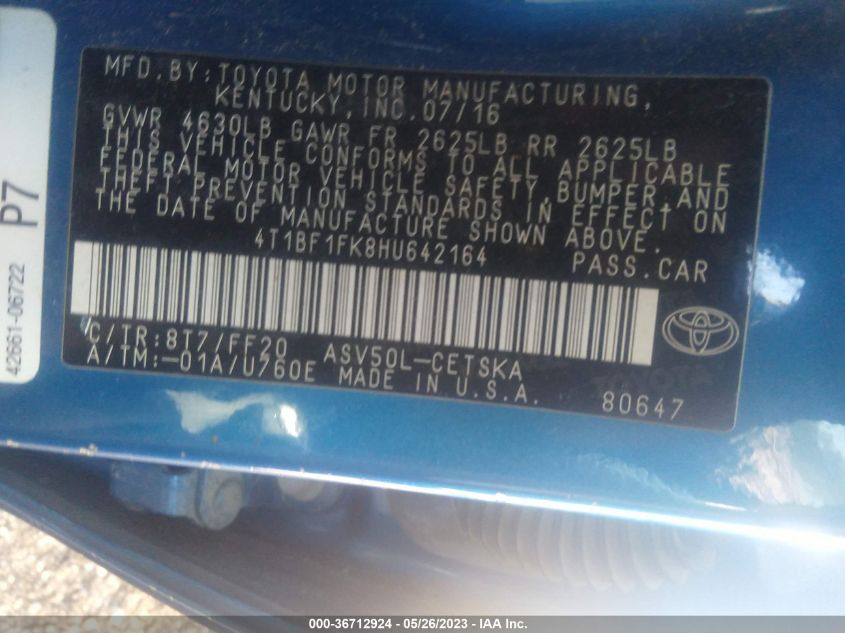 MFD.BY:TOYOTA MOTOR MANUFACTURING,
KENTUCKY,INC.07/16
GVWR 4630LB GAWR FR 2625LB RR 2625LB
THIS VEHICLE CONFORMS TO ALL APPLICABLE
FEDERAL MOTOR VEHICLE SAFETY,BUMPER,AND
THEFT PREVENTION STANDARDS IN EFFECT ON
THE DATE OF MANUFACTURE SHOWN ABOVE.
4T1BF1FK8HU642164 PASS.CAR
C/TR:8T7/FF20 ASV50L-CETSKA
A/TM:-01A/U760E MADE IN U.S.A. 80647
TOYOTA
P7
42661-06722
000-36712924 - 05/26/2023 - IAA Inc.